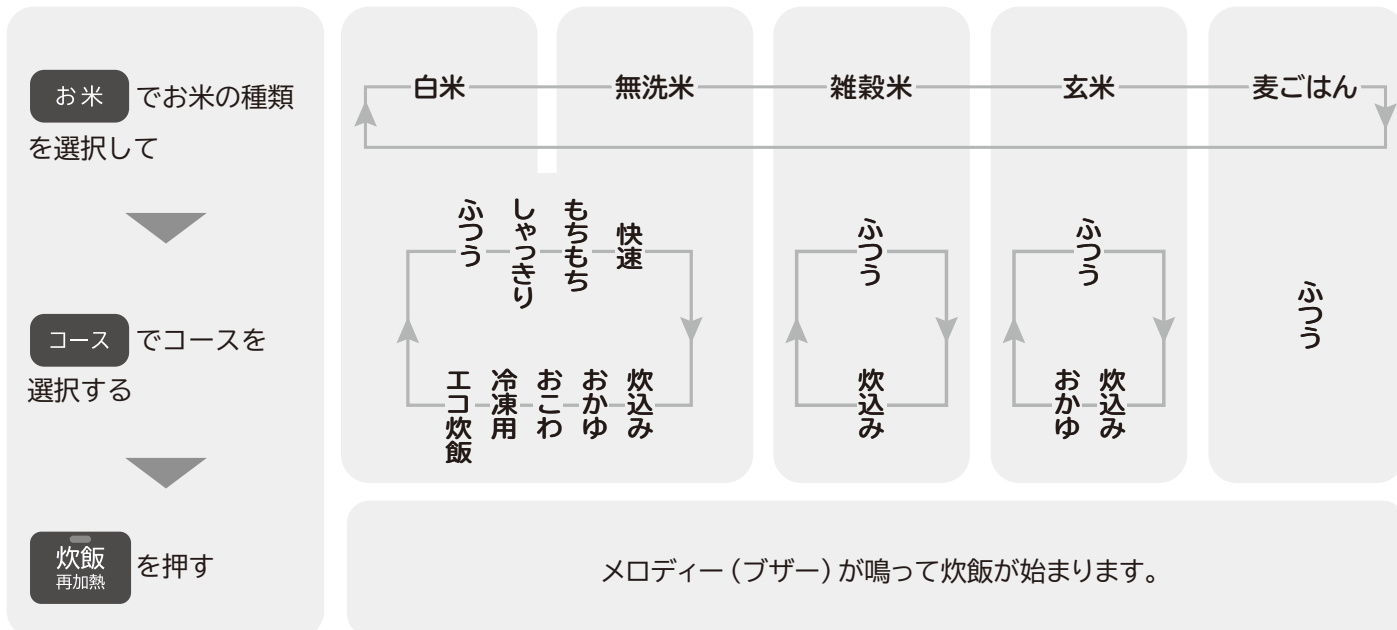 お米 でお米の種類
を選択して
コース でコースを
選択する
炊飯
再加熱
を押す
白米
無洗米
雑穀米
玄米
麦ごはん
ふつう
しゃっきり
もちもち
快速
炊込み
おかゆ
おこわ
冷凍用
エコ炊飯
ふつう
炊込み
ふつう
炊込み
おかゆ
ふつう
メロディー（ブザー）が鳴って炊飯が始まります。